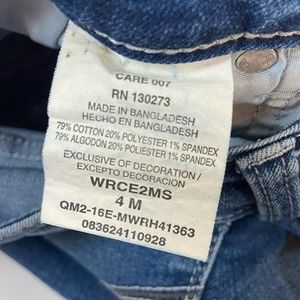 CARE 007
RN 130273
MADE IN BANGLADESH
HECHO EN BANGLADESH
79% COTTON 20% POLYESTER 1% SPANDEX
79% ALGODON 20% POLYESTER 1% SPANDEX
EXCLUSIVE OF DECORATION /
EXCEPTO DECORACION
WRCE2MS
4 M
QM2-16E-MWRH41363
083624110928